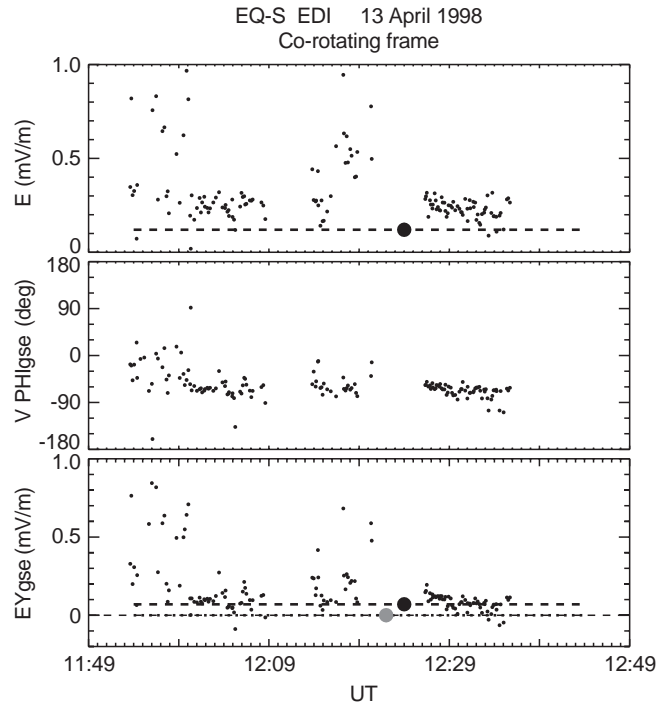 EQ-S EDI 13 April 1998
Co-rotating frame
1.0
0.5
0
E (mV/m)
180
90
0
-90
-180
V PHIgse (deg)
1.0
0.5
0
EYgse (mV/m)
11:49 12:09 12:29 12:49
UT